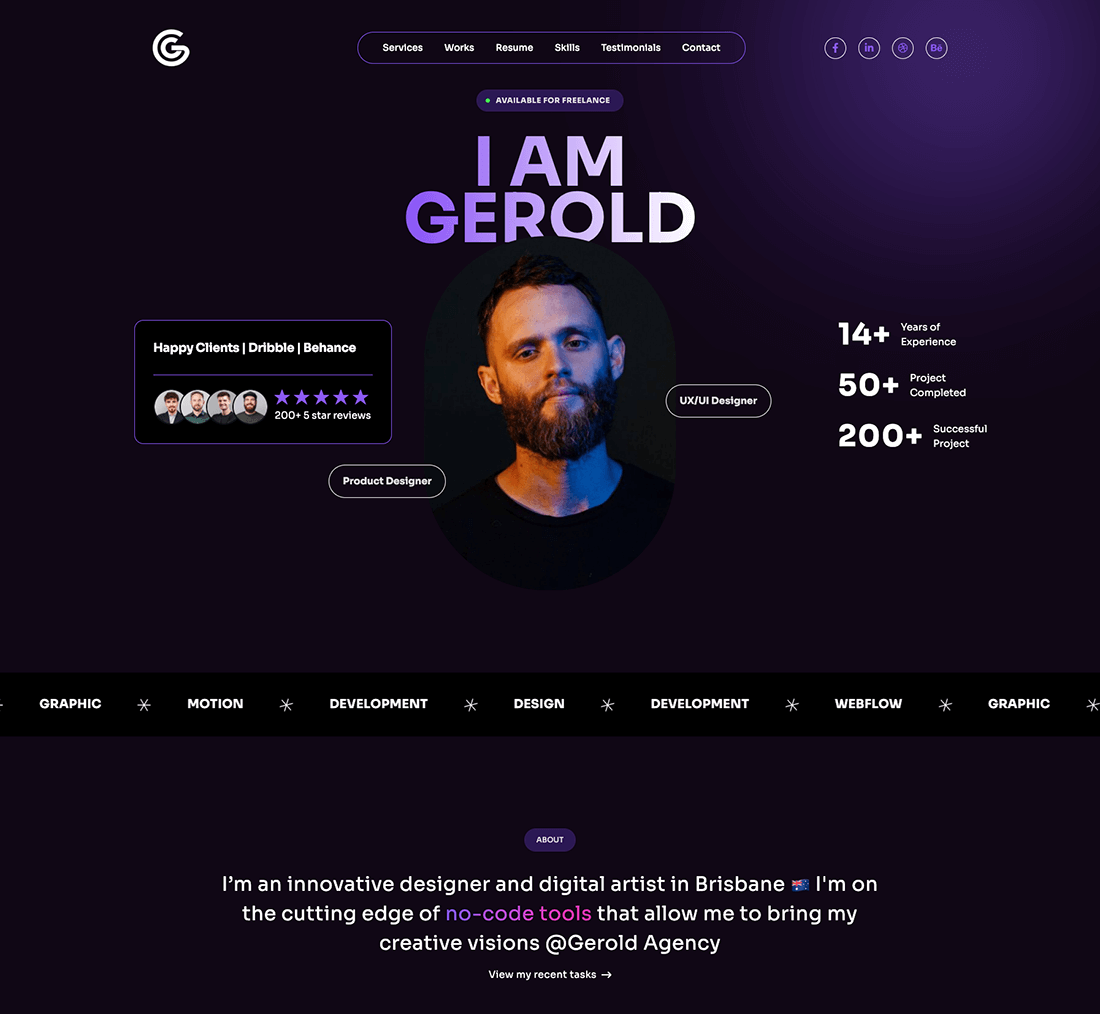 G
Services Works Resume Skills Testimonials Contact
f in Bē
AVAILABLE FOR FREELANCE
I AM
GEROLD
Happy Clients | Dribble | Behance
200+ 5 star reviews
Product Designer
UX/UI Designer
14+ Years of
Experience
50+ Project
Completed
200+ Successful
Project
GRAPHIC MOTION DEVELOPMENT DESIGN DEVELOPMENT WEBFLOW GRAPHIC
ABOUT
I’m an innovative designer and digital artist in Brisbane 🇦🇺 I'm on
the cutting edge of no-code tools that allow me to bring my
creative visions @Gerold Agency
View my recent tasks →